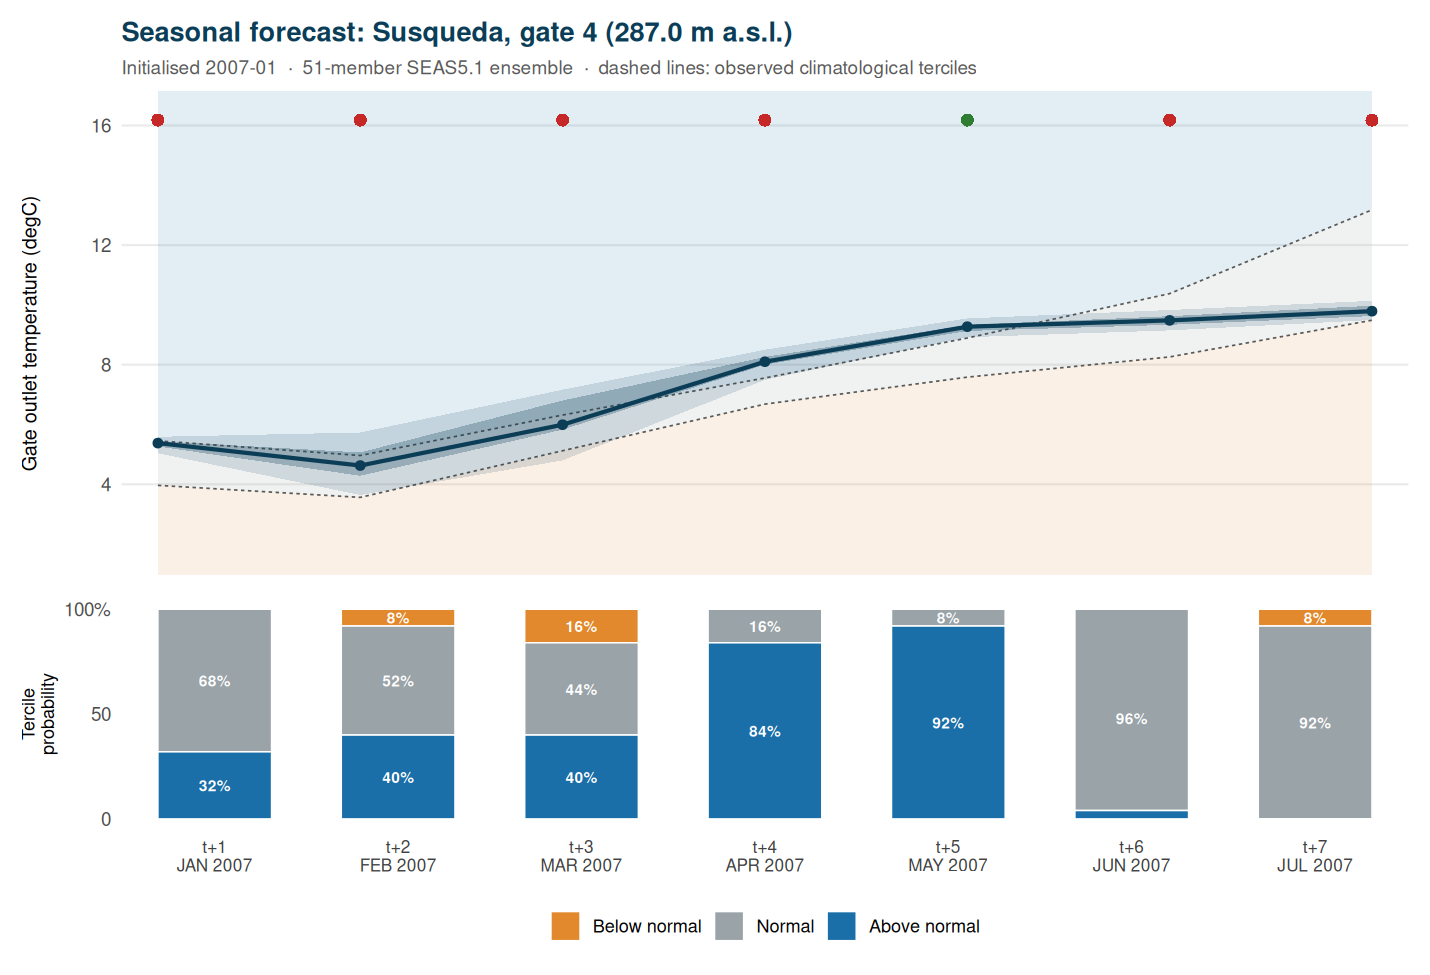 Seasonal forecast: Susqueda, gate 4 (287.0 m a.s.l.)
Initialised 2007-01 · 51-member SEAS5.1 ensemble · dashed lines: observed climatological terciles
Gate outlet temperature (degC)
16
12
8
4
Tercile
probability
100%
50
0
68%
32%
8%
52%
40%
16%
44%
40%
16%
84%
8%
92%
96%
8%
92%
t+1
JAN 2007
t+2
FEB 2007
t+3
MAR 2007
t+4
APR 2007
t+5
MAY 2007
t+6
JUN 2007
t+7
JUL 2007
Below normal
Normal
Above normal